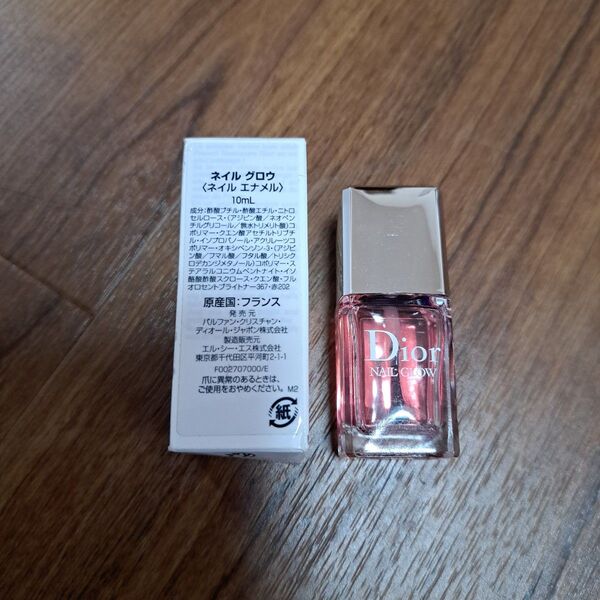 ネイル グロウ
〈ネイル エナメル〉
10mL
成分:酢酸ブチル・酢酸エチル・ニトロ
セルロース・(アジピン酸/ネオペン
チルグリコール/無水トリメリト酸)コ
ポリマー・クエン酸アセチルトリブチ
ル・イソプロパノール・アクリレーツコ
ポリマー・オキシベンゾン-3・(アジピ
ン酸/フマル酸/フタル酸/トリシク
ロデカンジメタノール)コポリマー・ス
テアラルコニウムベントナイト・イソ
酪酸酢酸スクロース・クエン酸・フル
オロセントブライトナー367・赤202
原産国:フランス
発売元
パルファン・クリスチャン・
ディオール・ジャポン株式会社
製造販売元
エル・シー・エス株式会社
東京都千代田区平河町2-1-1
F002707000/E
爪に異常のあるときは、
ご使用をおやめください。 M2
紙
Dior
NAIL GLOW